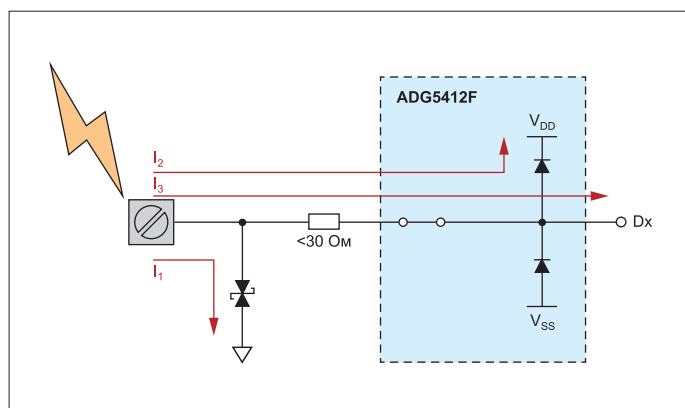 ADG5412F
V_DD
I_2
I_3
Dx
<30 Ом
I_1
V_SS